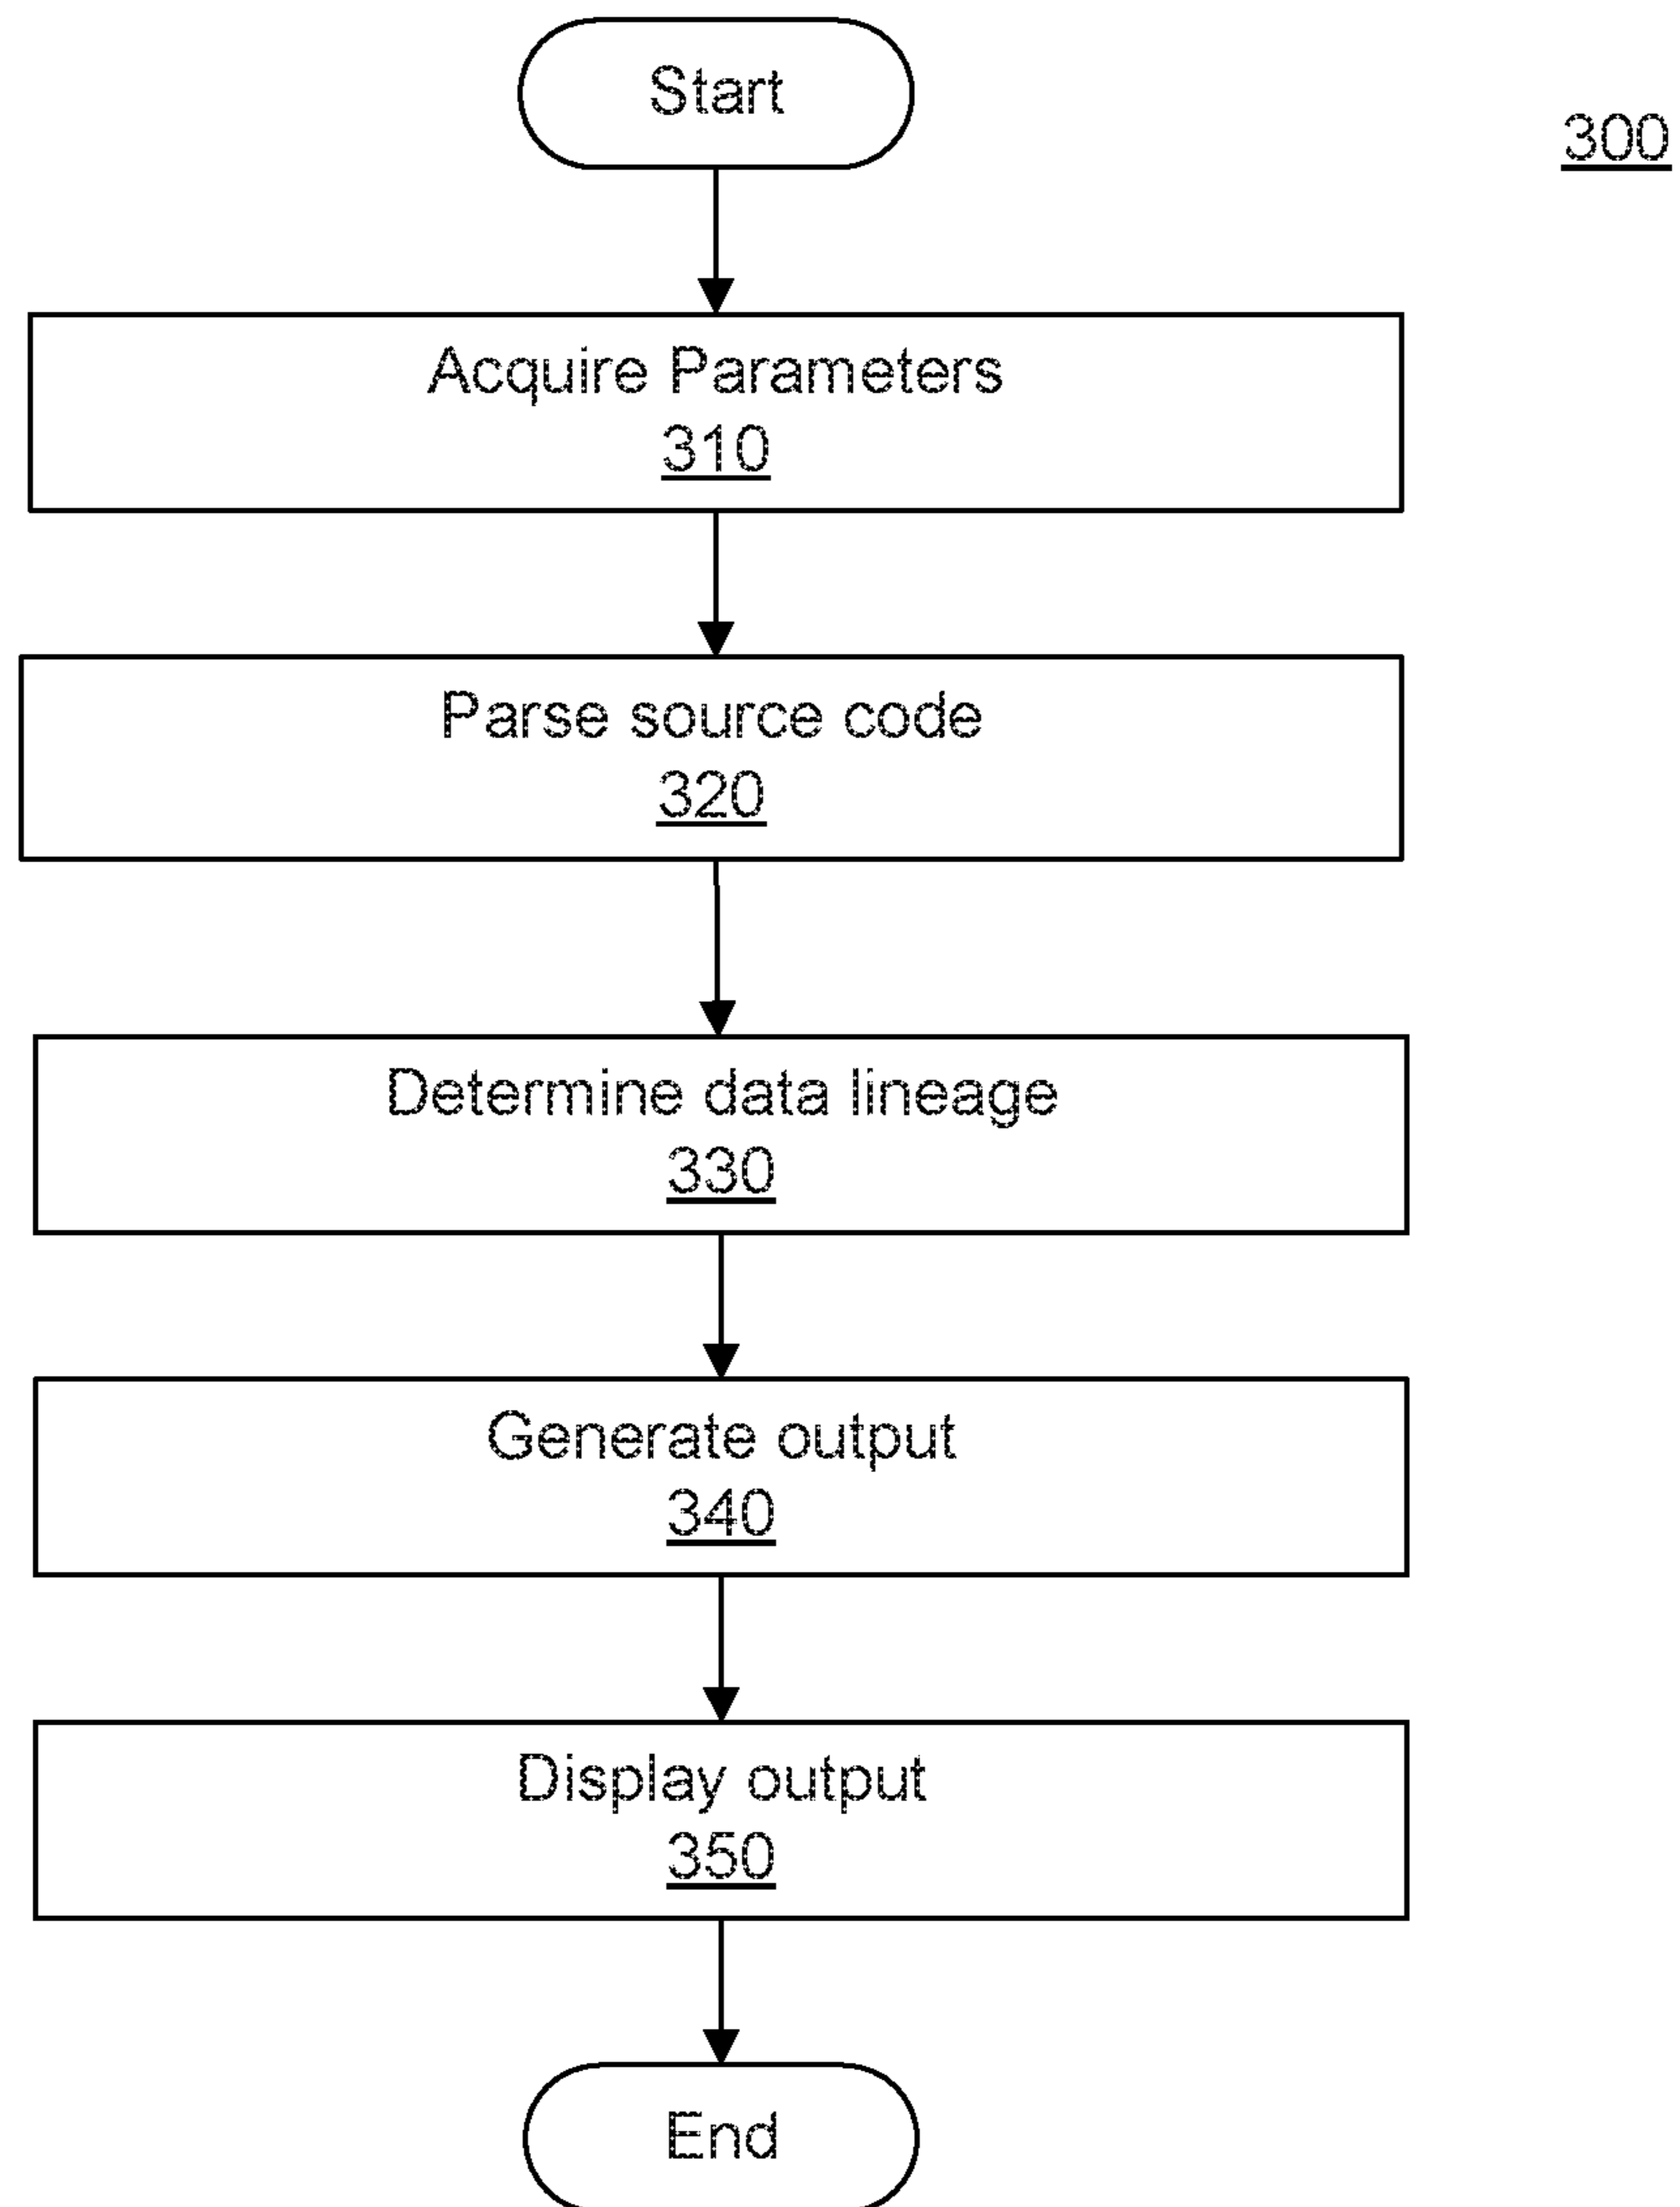 Start
300
Acquire Parameters
310
Parse source code
320
Determine data lineage
330
Generate output
340
Display output
350
End